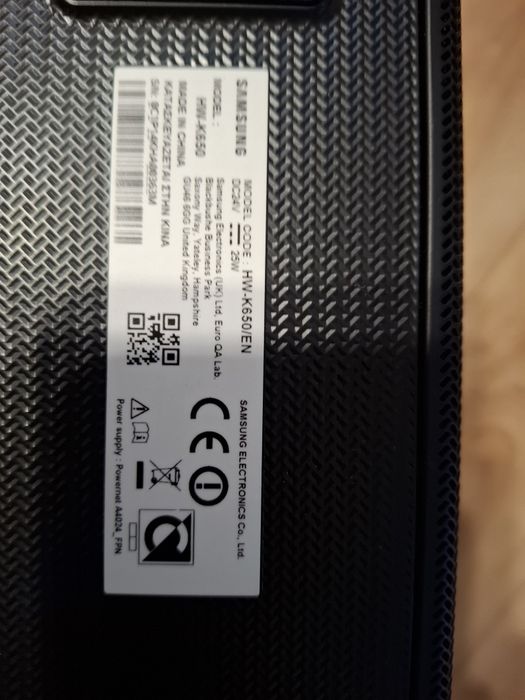 SAMSUNG
MODEL :
HW-K650
MADE IN CHINA
ΚΑΤΑΣΚΕΥΑΖΕΤΑΙ ΣΤΗΝ ΚΙΝΑ
S/N:
MODEL CODE : HW-K650/EN
DC24V 25W
Samsung Electronics (UK) Ltd, Euro QA Lab.
Blackbushe Business Park
Saxony Way, Yateley, Hampshire
GU46 6GG United Kingdom
SAMSUNG ELECTRONICS Co., Ltd.
CE
Power supply : Powernet A4024_FPN